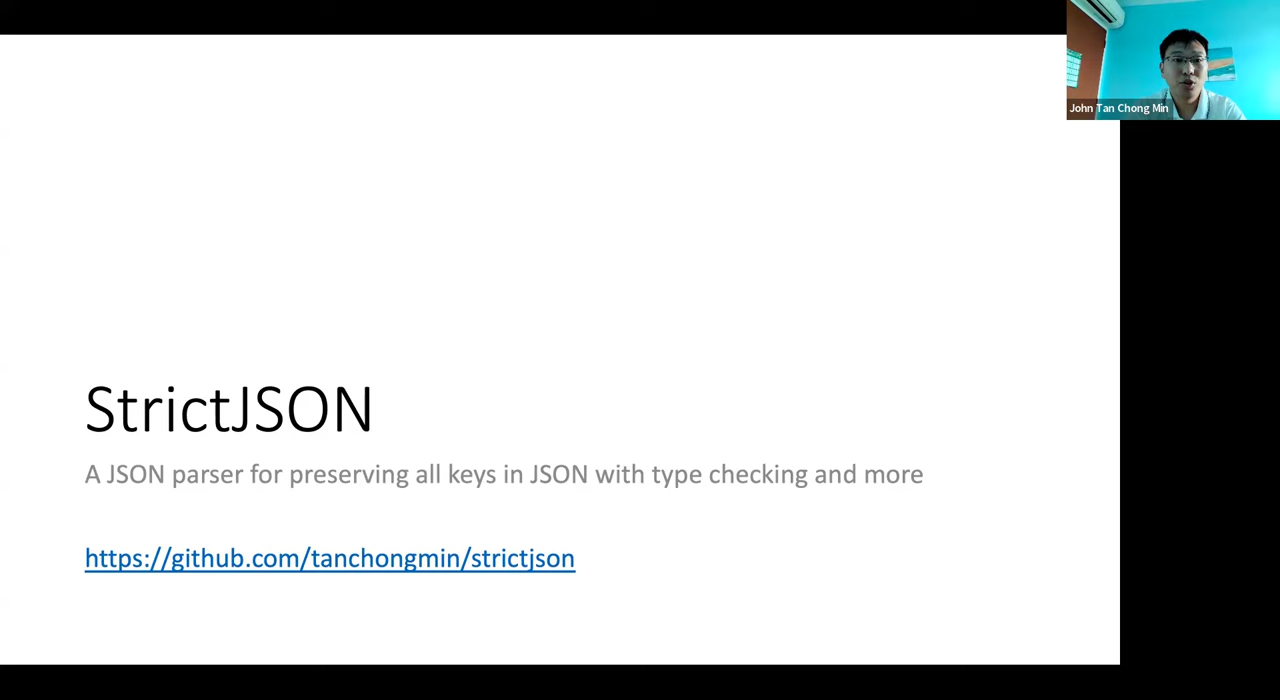 John Tan Chong Min
StrictJSON
A JSON parser for preserving all keys in JSON with type checking and more
https://github.com/tanchongmin/strictjson